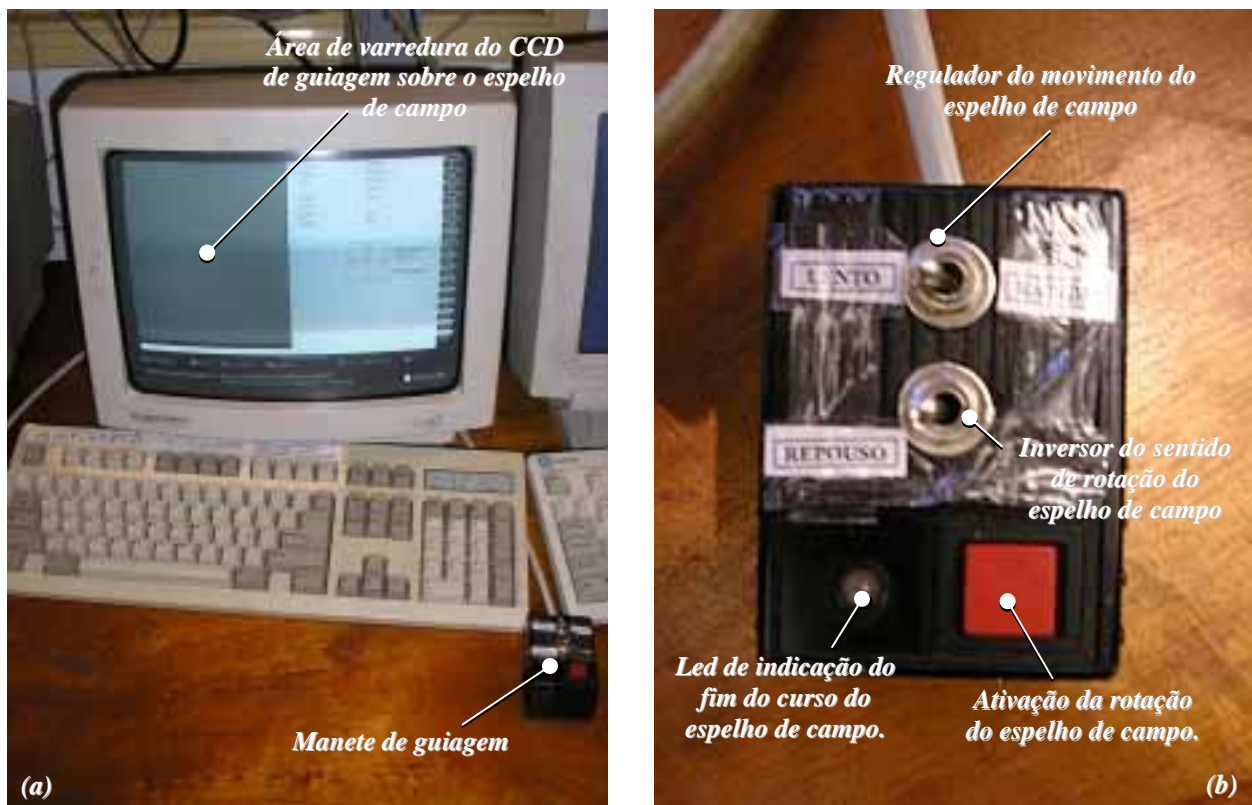 Área de varredura do CCD
de guiagem sobre o espelho
de campo
Manete de guiagem
(a)
Regulador do movimento do
espelho de campo
LENTO
REPOUSO
Inversor do sentido
de rotação do
espelho de campo
Led de indicação do
fim do curso do
espelho de campo.
Ativação da rotação
do espelho de campo.
(b)